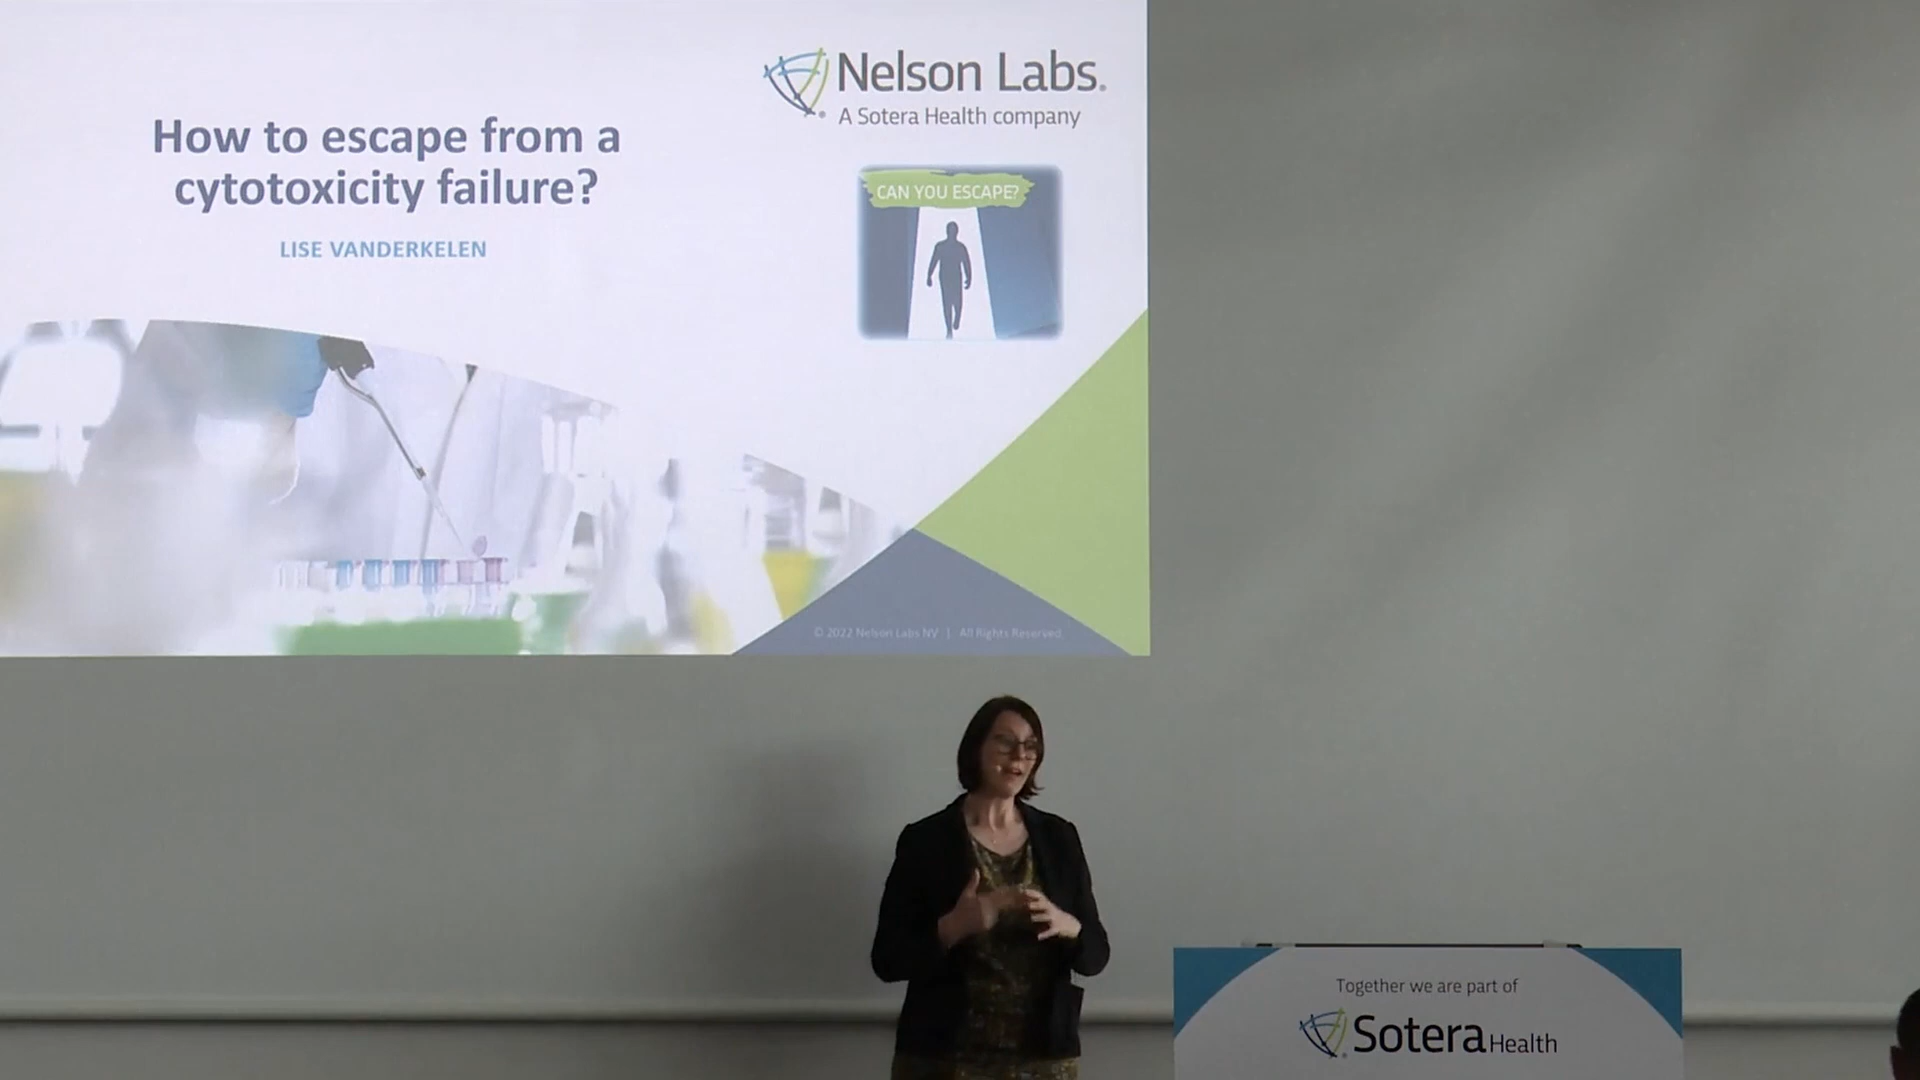 Nelson Labs.
A Sotera Health company
How to escape from a
cytotoxicity failure?
LISE VANDERKELEN
CAN YOU ESCAPE?
© 2022 Nelson Labs NV | All Rights Reserved
Together we are part of
Sotera Health